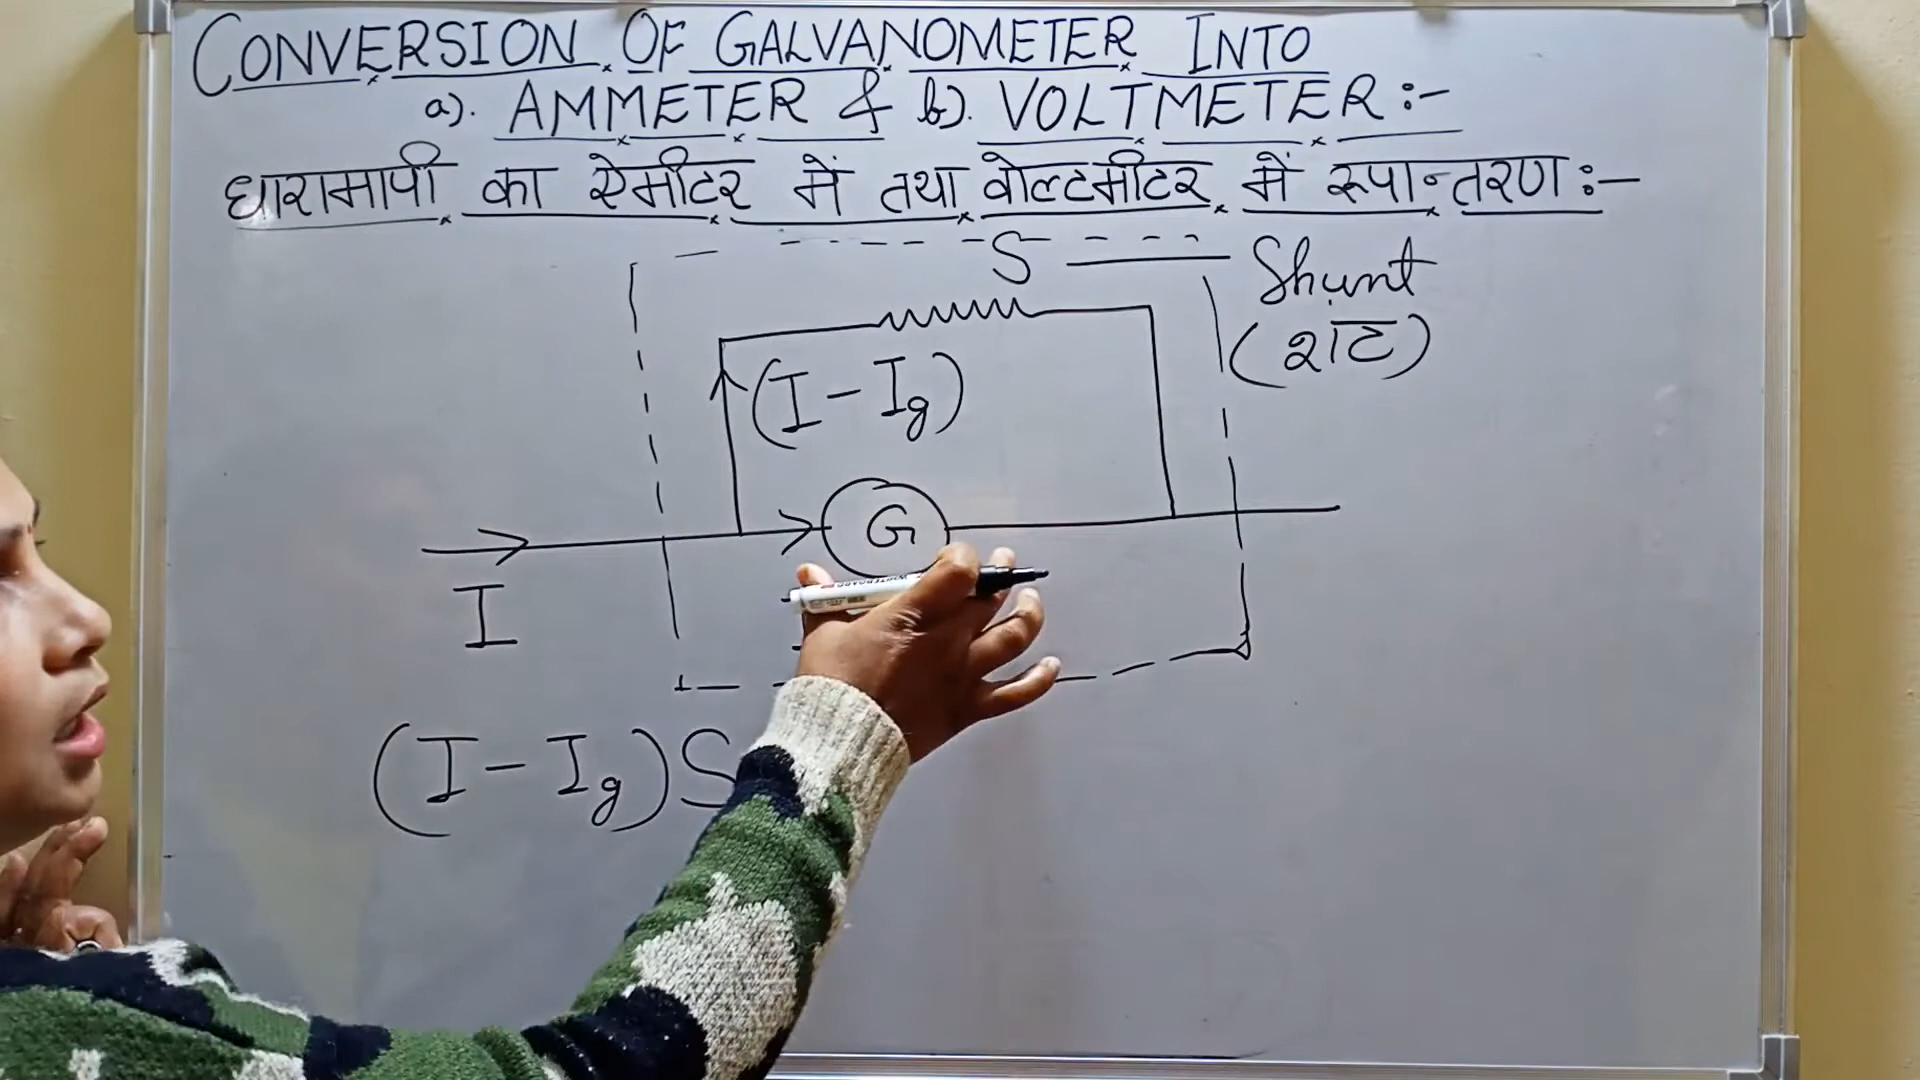 CONVERSION OF GALVANOMETER INTO
a). AMMETER & b). VOLTMETER :-
धारामापी का ऐमीटर में तथा वोल्टमीटर में रूपान्तरण :-
S
Shunt
(शंट)
(I - Ig)
G
I
(I - Ig) S